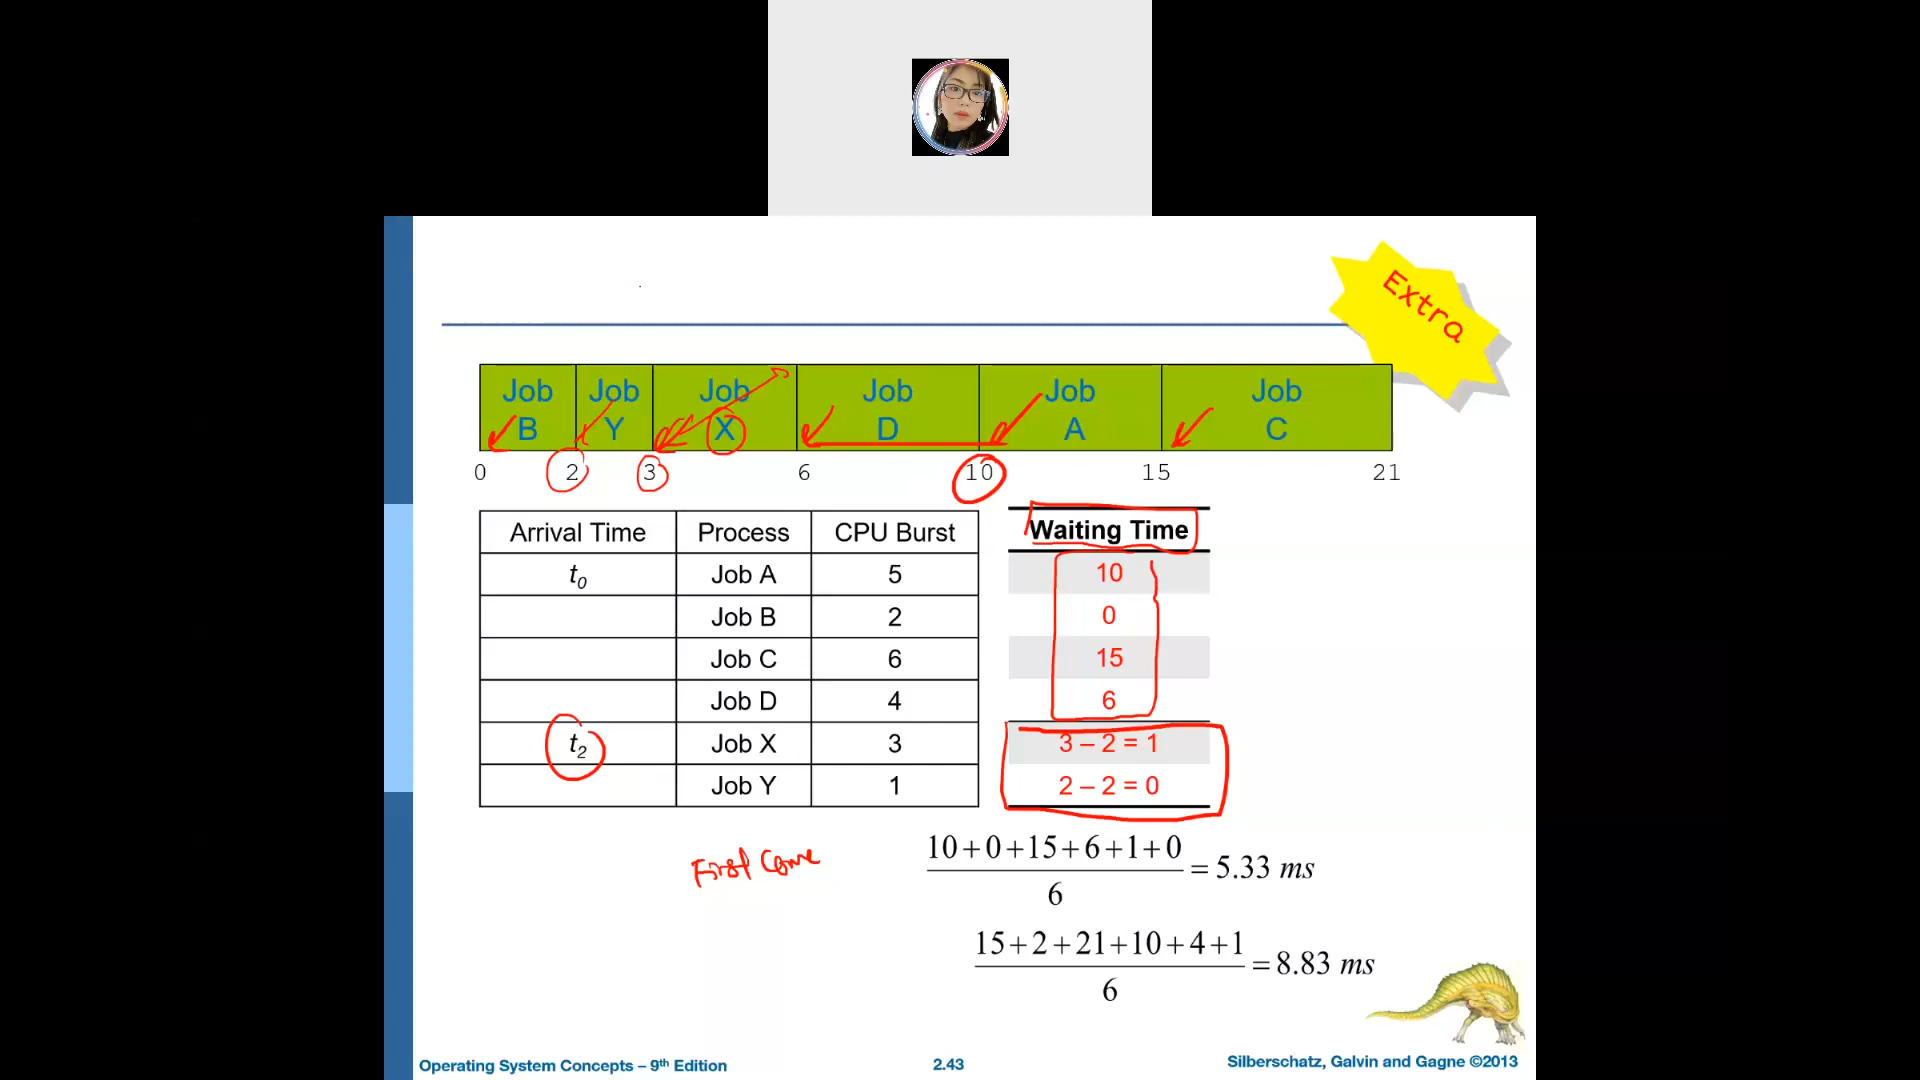 Extra
Job B Job Y Job X Job D Job A Job C
0 2 3 6 10 15 21
Arrival Time Process CPU Burst Waiting Time
t0 Job A 5 10
Job B 2 0
Job C 6 15
Job D 4 6
t2 Job X 3 3 – 2 = 1
Job Y 1 2 – 2 = 0
First Come
10+0+15+6+1+0
= 5.33 ms
6
15+2+21+10+4+1
= 8.83 ms
6
Operating System Concepts – 9th Edition 2.43 Silberschatz, Galvin and Gagne ©2013